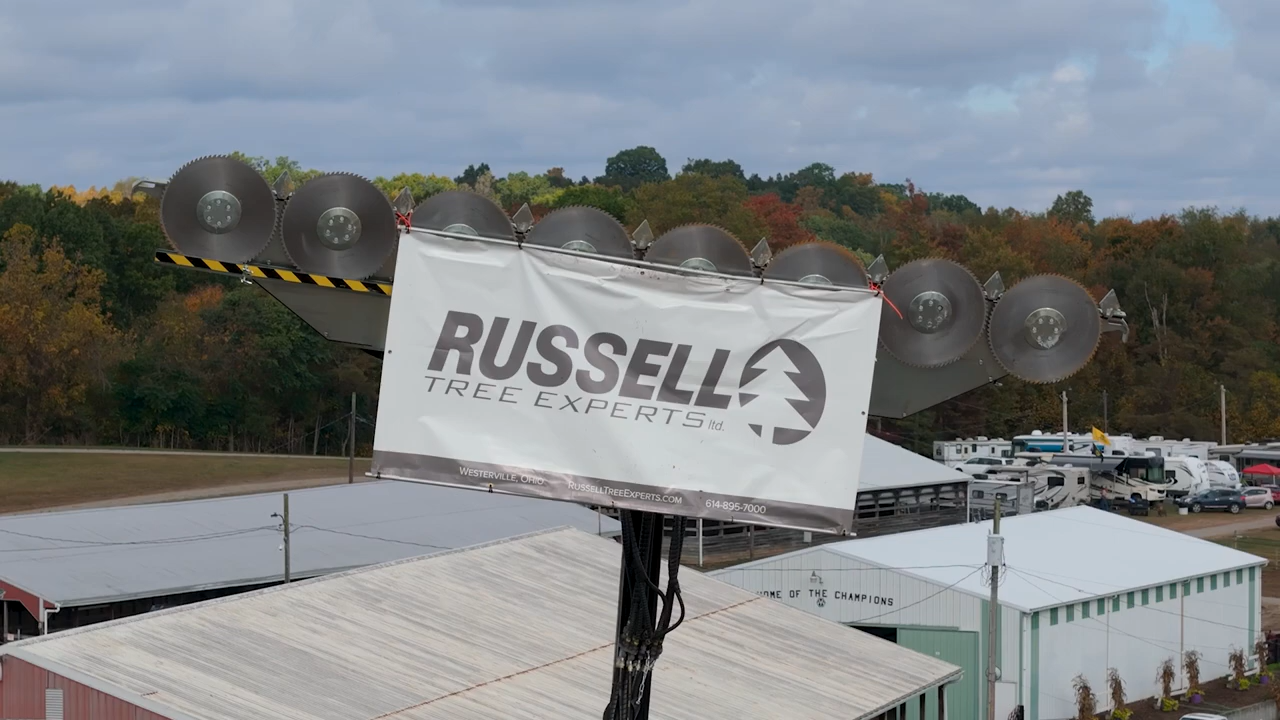 RUSSELL
TREE EXPERTS ltd.
WESTERVILLE, OHIO RUSSELLTREEEXPERTS.COM 614-895-7000
HOME OF THE CHAMPIONS